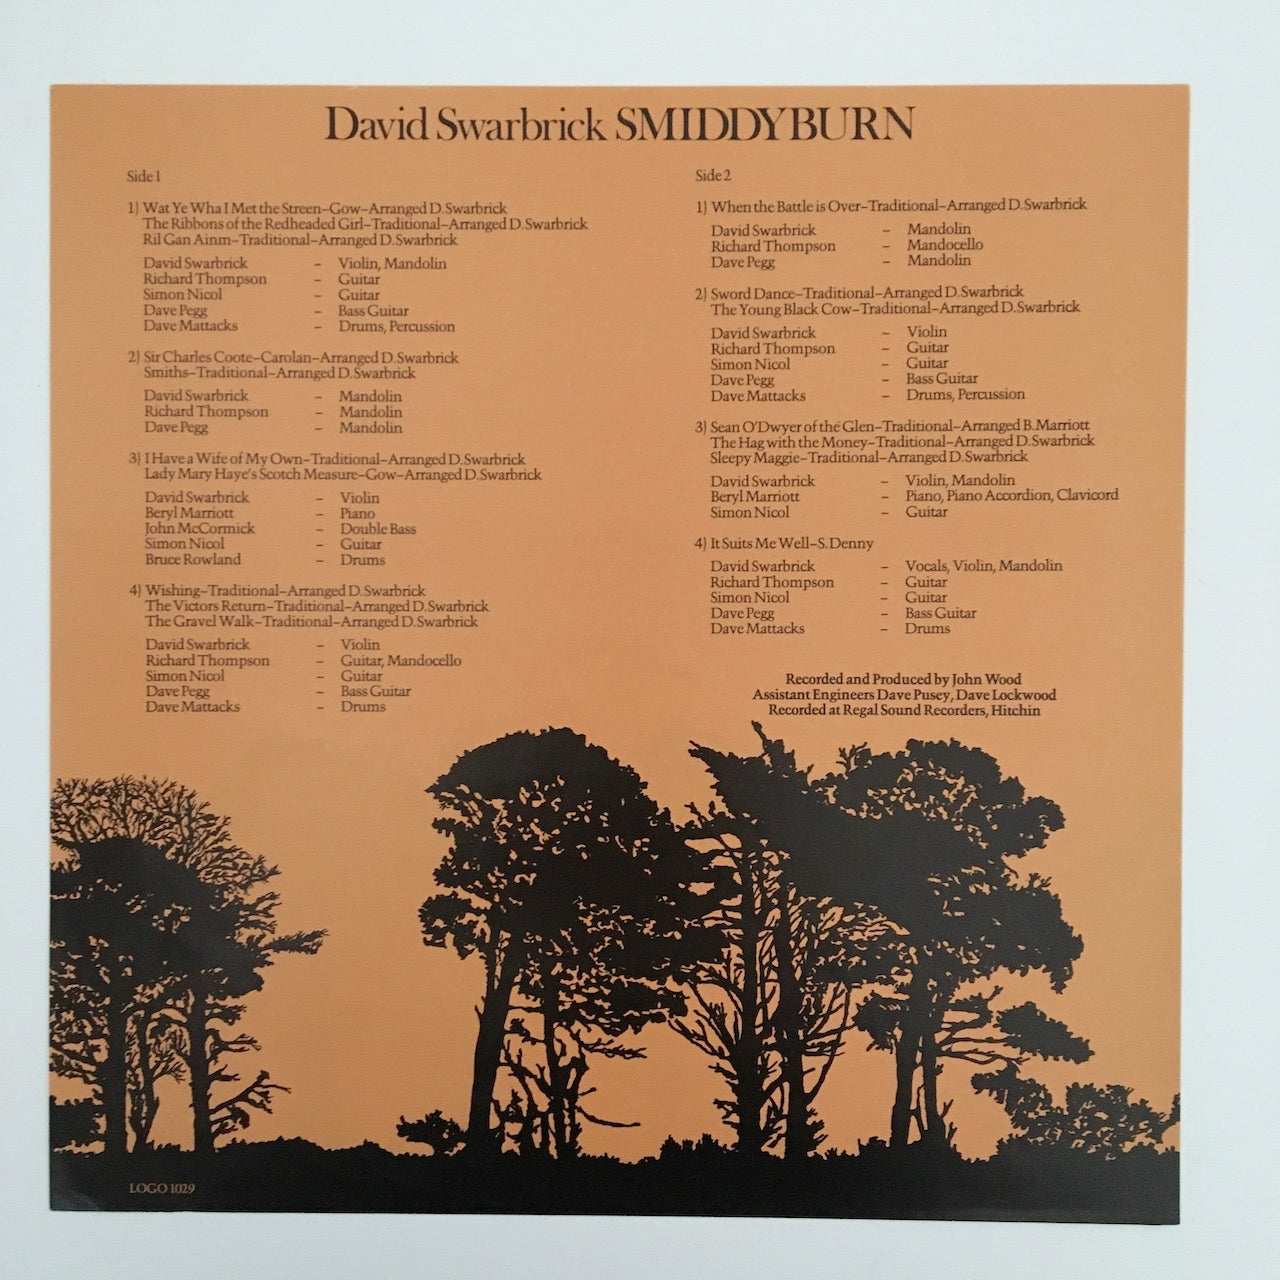 David Swarbrick SMIDDYBURN
Side 1
1) Wat Ye Wha I Met the Streen–Gow–Arranged D. Swarbrick
The Ribbons of the Redheaded Girl–Traditional–Arranged D. Swarbrick
Ril Gan Ainm–Traditional–Arranged D. Swarbrick
David Swarbrick – Violin, Mandolin
Richard Thompson – Guitar
Simon Nicol – Guitar
Dave Pegg – Bass Guitar
Dave Mattacks – Drums, Percussion
2) Sir Charles Coote–Carolan–Arranged D. Swarbrick
Smiths–Traditional–Arranged D. Swarbrick
David Swarbrick – Mandolin
Richard Thompson – Mandolin
Dave Pegg – Mandolin
3) I Have a Wife of My Own–Traditional–Arranged D. Swarbrick
Lady Mary Haye's Scotch Measure–Gow–Arranged D. Swarbrick
David Swarbrick – Violin
Beryl Marriott – Piano
John McCormick – Double Bass
Simon Nicol – Guitar
Bruce Rowland – Drums
4) Wishing–Traditional–Arranged D. Swarbrick
The Victors Return–Traditional–Arranged D. Swarbrick
The Gravel Walk–Traditional–Arranged D. Swarbrick
David Swarbrick – Violin
Richard Thompson – Guitar, Mandocello
Simon Nicol – Guitar
Dave Pegg – Bass Guitar
Dave Mattacks – Drums
Side 2
1) When the Battle is Over–Traditional–Arranged D. Swarbrick
David Swarbrick – Mandolin
Richard Thompson – Mandocello
Dave Pegg – Mandolin
2) Sword Dance–Traditional–Arranged D. Swarbrick
The Young Black Cow–Traditional–Arranged D. Swarbrick
David Swarbrick – Violin
Richard Thompson – Guitar
Simon Nicol – Guitar
Dave Pegg – Bass Guitar
Dave Mattacks – Drums, Percussion
3) Sean O'Dwyer of the Glen–Traditional–Arranged B. Marriott
The Hag with the Money–Traditional–Arranged D. Swarbrick
Sleepy Maggie–Traditional–Arranged D. Swarbrick
David Swarbrick – Violin, Mandolin
Beryl Marriott – Piano, Piano Accordion, Clavicord
Simon Nicol – Guitar
4) It Suits Me Well–S. Denny
David Swarbrick – Vocals, Violin, Mandolin
Richard Thompson – Guitar
Simon Nicol – Guitar
Dave Pegg – Bass Guitar
Dave Mattacks – Drums
Recorded and Produced by John Wood
Assistant Engineers Dave Pusey, Dave Lockwood
Recorded at Regal Sound Recorders, Hitchin
LOGO 1029